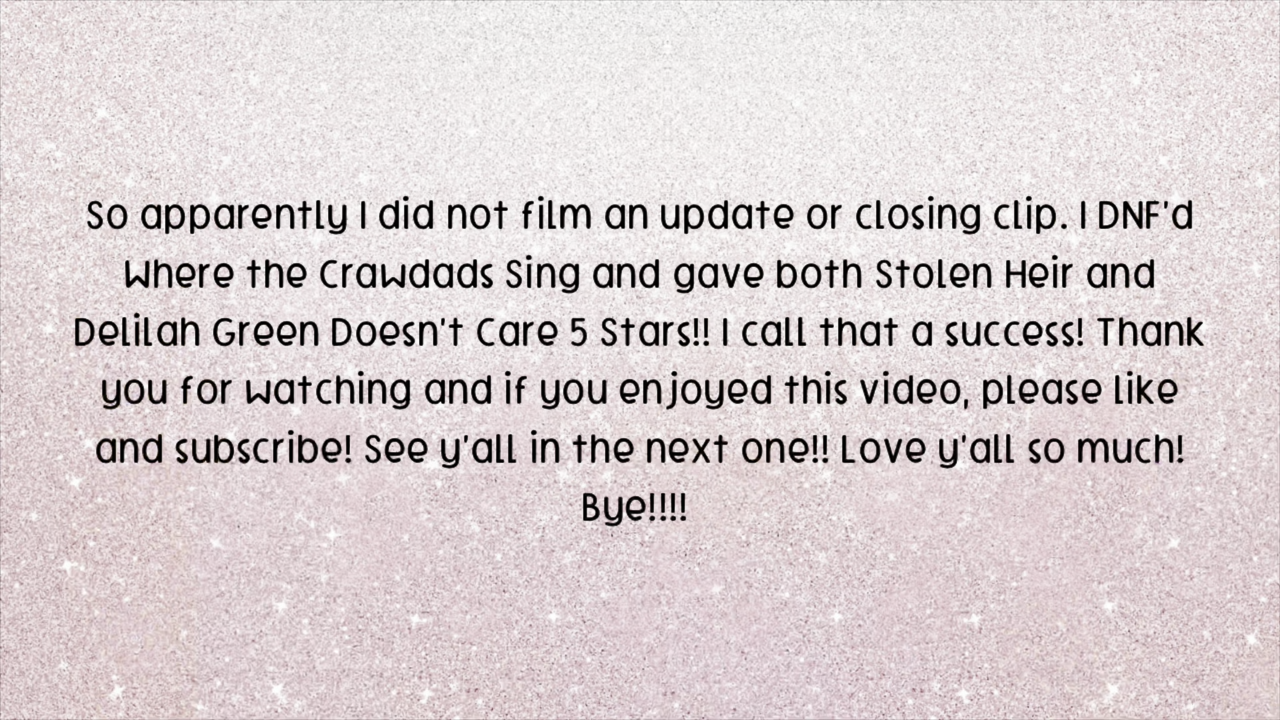 So apparently I did not film an update or closing clip. I DNF'd
Where the Crawdads Sing and gave both Stolen Heir and
Delilah Green Doesn't Care 5 Stars!! I call that a success! Thank
you for watching and if you enjoyed this video, please like
and subscribe! See y'all in the next one!! Love y'all so much!
Bye!!!!